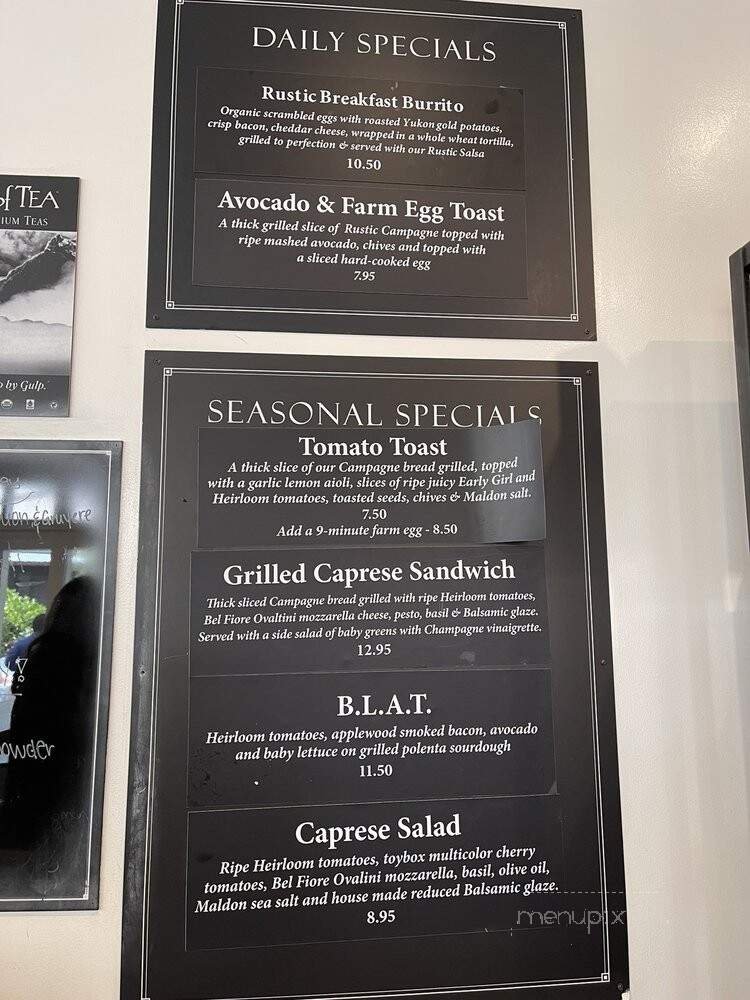 DAILY SPECIALS
Rustic Breakfast Burrito
Organic scrambled eggs with roasted Yukon gold potatoes,
crisp bacon, cheddar cheese, wrapped in a whole wheat tortilla,
grilled to perfection & served with our Rustic Salsa
10.50
Avocado & Farm Egg Toast
A thick grilled slice of Rustic Campagne topped with
ripe mashed avocado, chives and topped with
a sliced hard-cooked egg
7.95
of TEA
IUM TEAS
by Gulp.
SEASONAL SPECIALS
Tomato Toast
A thick slice of our Campagne bread grilled, topped
with a garlic lemon aioli, slices of ripe juicy Early Girl and
Heirloom tomatoes, toasted seeds, chives & Maldon salt.
7.50
Add a 9-minute farm egg - 8.50
Grilled Caprese Sandwich
Thick sliced Campagne bread grilled with ripe Heirloom tomatoes,
Bel Fiore Ovaltini mozzarella cheese, pesto, basil & Balsamic glaze.
Served with a side salad of baby greens with Champagne vinaigrette.
12.95
B.L.A.T.
Heirloom tomatoes, applewood smoked bacon, avocado
and baby lettuce on grilled polenta sourdough
11.50
Caprese Salad
Ripe Heirloom tomatoes, toybox multicolor cherry
tomatoes, Bel Fiore Ovalini mozzarella, basil, olive oil,
Maldon sea salt and house made reduced Balsamic glaze.
8.95
menupix